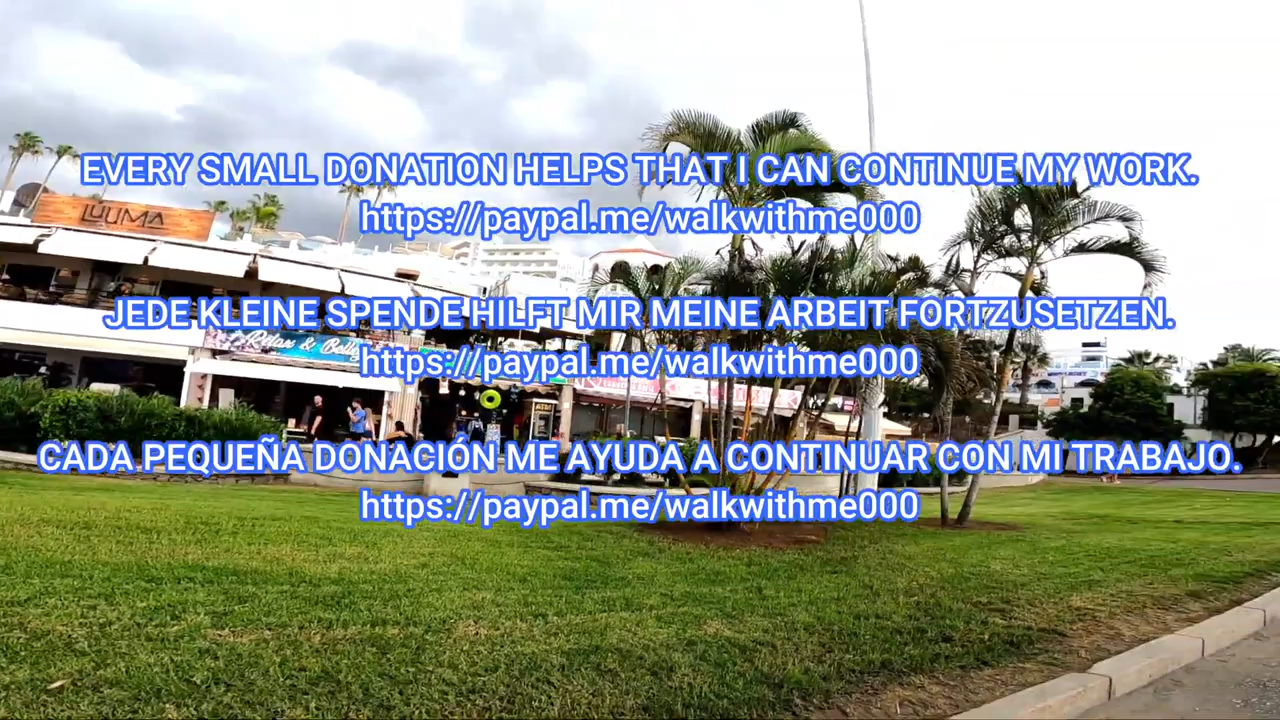 EVERY SMALL DONATION HELPS THAT I CAN CONTINUE MY WORK.
https://paypal.me/walkwithme000
LUUMA
JEDE KLEINE SPENDE HILFT MIR MEINE ARBEIT FORTZUSETZEN.
Relax &
https://paypal.me/walkwithme000
ATM
CADA PEQUEÑA DONACIÓN ME AYUDA A CONTINUAR CON MI TRABAJO.
https://paypal.me/walkwithme000